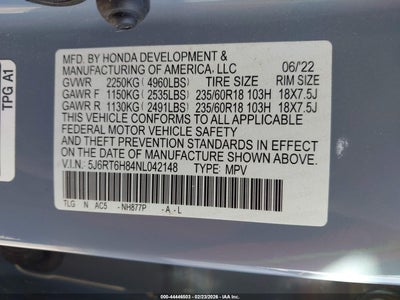 TPG A1
MFD. BY HONDA DEVELOPMENT & 06/'22
MANUFACTURING OF AMERICA, LLC
GVWR 2250KG (4960LBS) TIRE SIZE RIM SIZE
GAWR F 1150KG (2535LBS) 235/60R18 103H 18X7.5J
GAWR R 1130KG (2491LBS) 235/60R18 103H 18X7.5J
THIS VEHICLE CONFORMS TO ALL APPLICABLE
FEDERAL MOTOR VEHICLE SAFETY, BUMPER,
AND THEFT PREVENTION STANDARDS IN EFFECT
ON THE DATE OF MANUFACTURE SHOWN ABOVE.
V.I.N.: 5J6RT6H84NL042148 TYPE: MPV
TLG N AC5 -NH877P -A -L
000-44446503 - 02/23/2026 - IAAI.COM